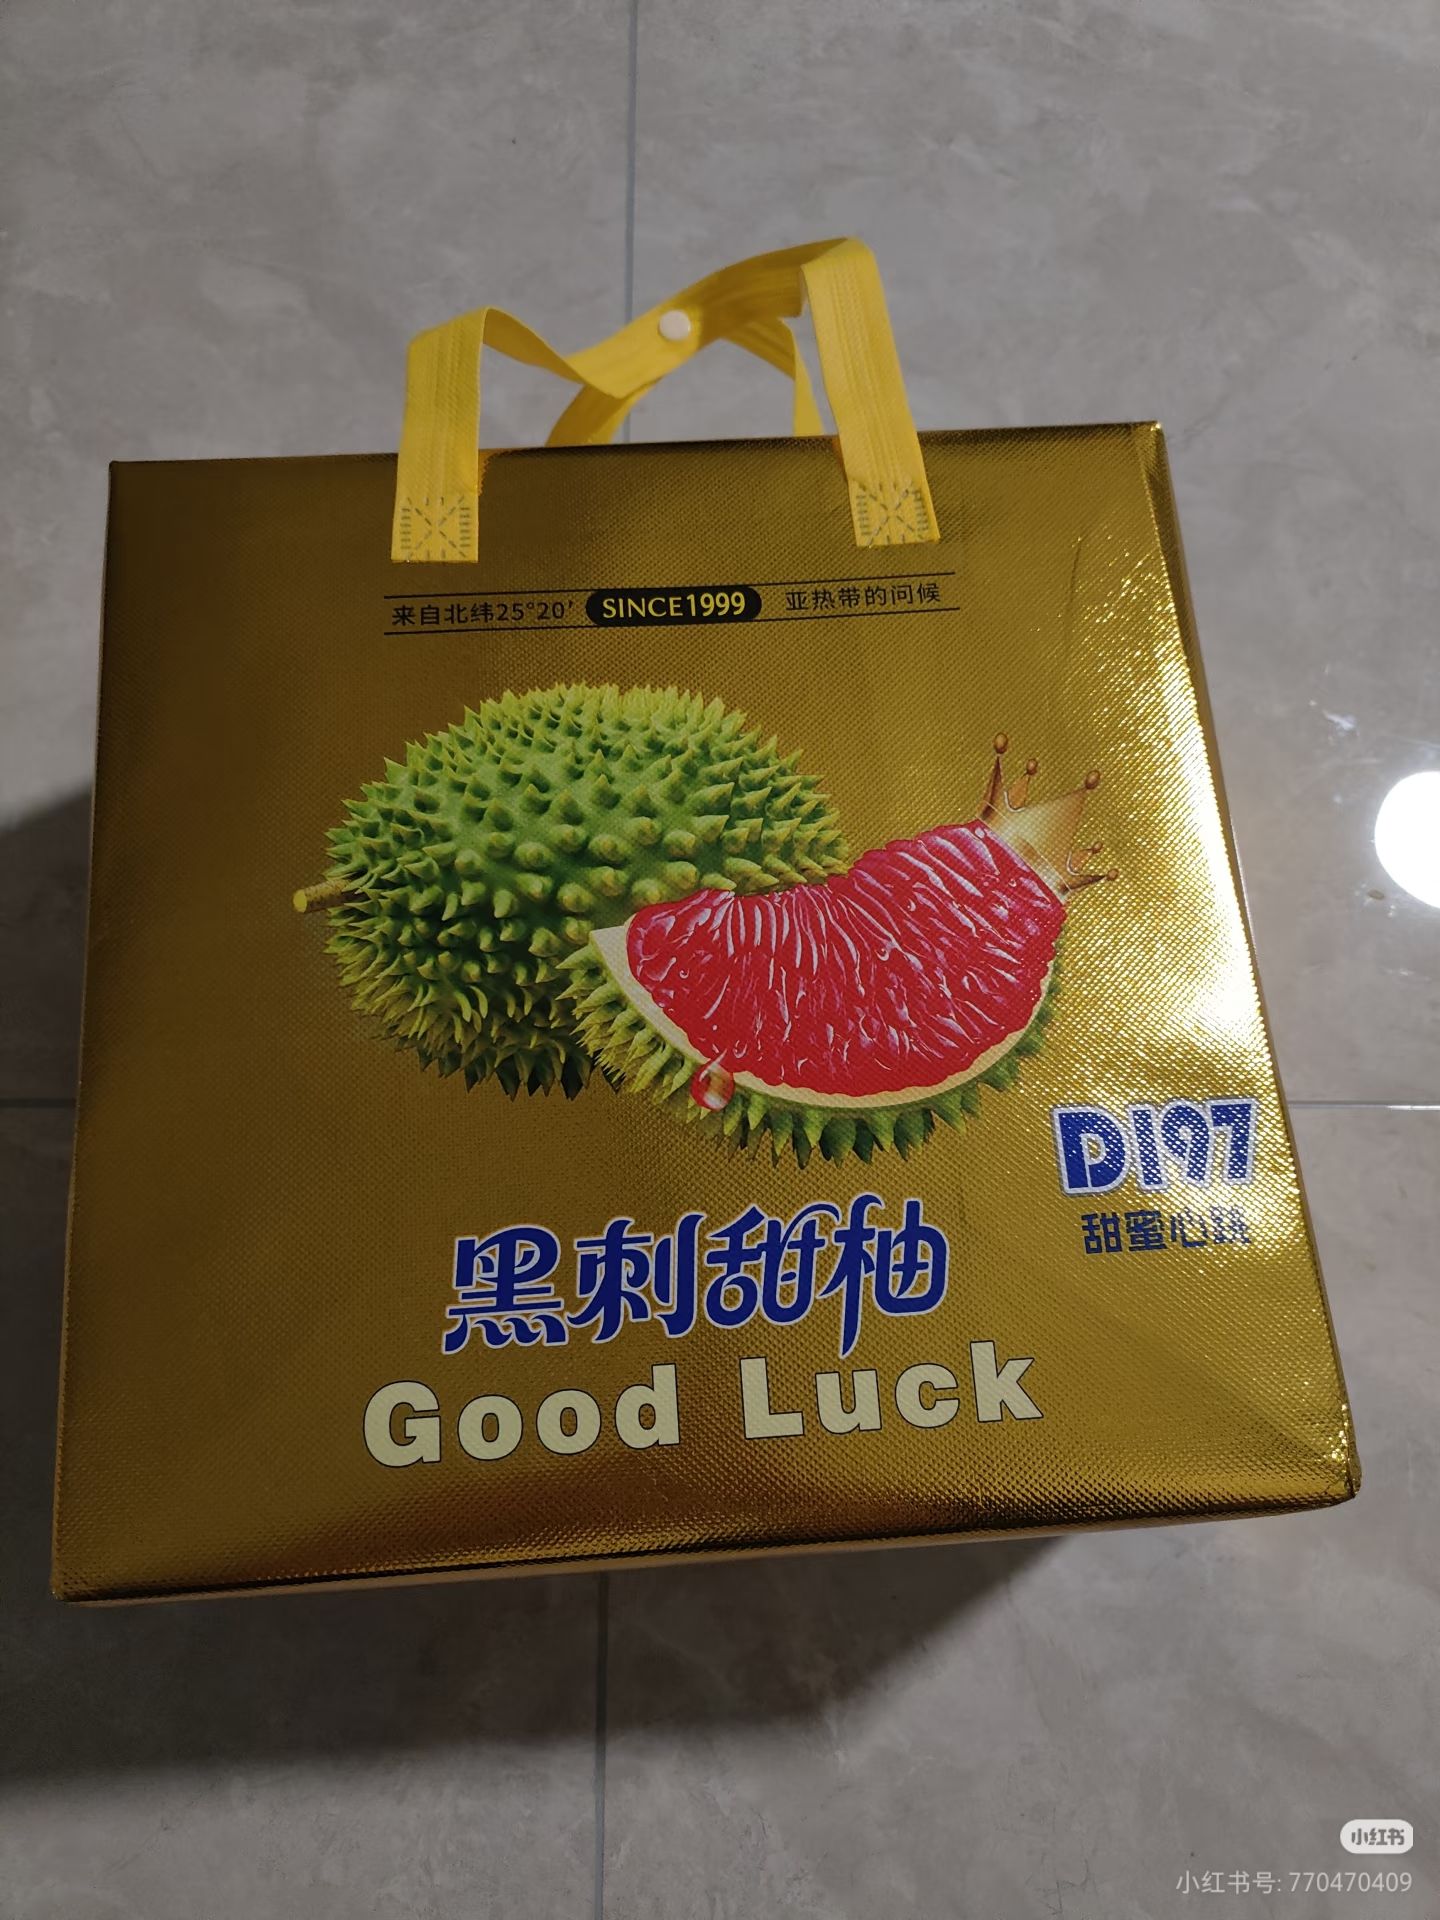 来自北纬25°20′ SINCE1999 亚热带的问候
D197
甜蜜心跳
黑刺甜柚
Good Luck
小红书
小红书号: 770470409